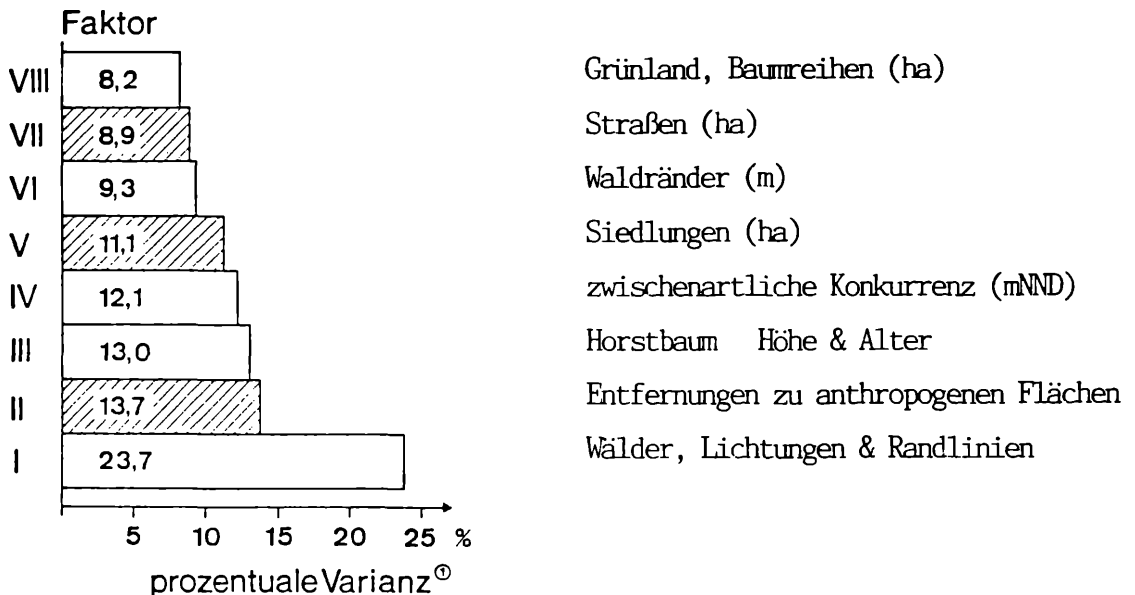 Faktor
VIII 8,2 Grünland, Baumreihen (ha)
VII 8,9 Straßen (ha)
VI 9,3 Waldränder (m)
V 11,1 Siedlungen (ha)
IV 12,1 zwischenartliche Konkurrenz (mNND)
III 13,0 Horstbaum Höhe & Alter
II 13,7 Entfernungen zu anthropogenen Flächen
I 23,7 Wälder, Lichtungen & Randlinien
5 10 15 20 25 %
prozentuale Varianz①